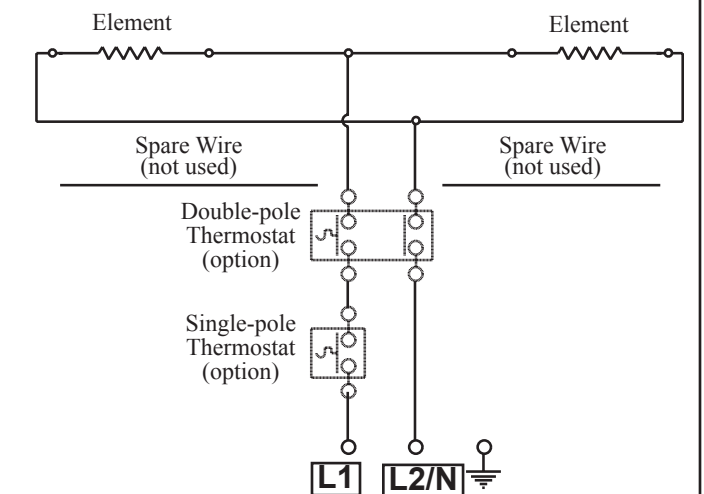 Element
Element
Spare Wire
(not used)
Spare Wire
(not used)
Double-pole
Thermostat
(option)
Single-pole
Thermostat
(option)
L1
L2/N